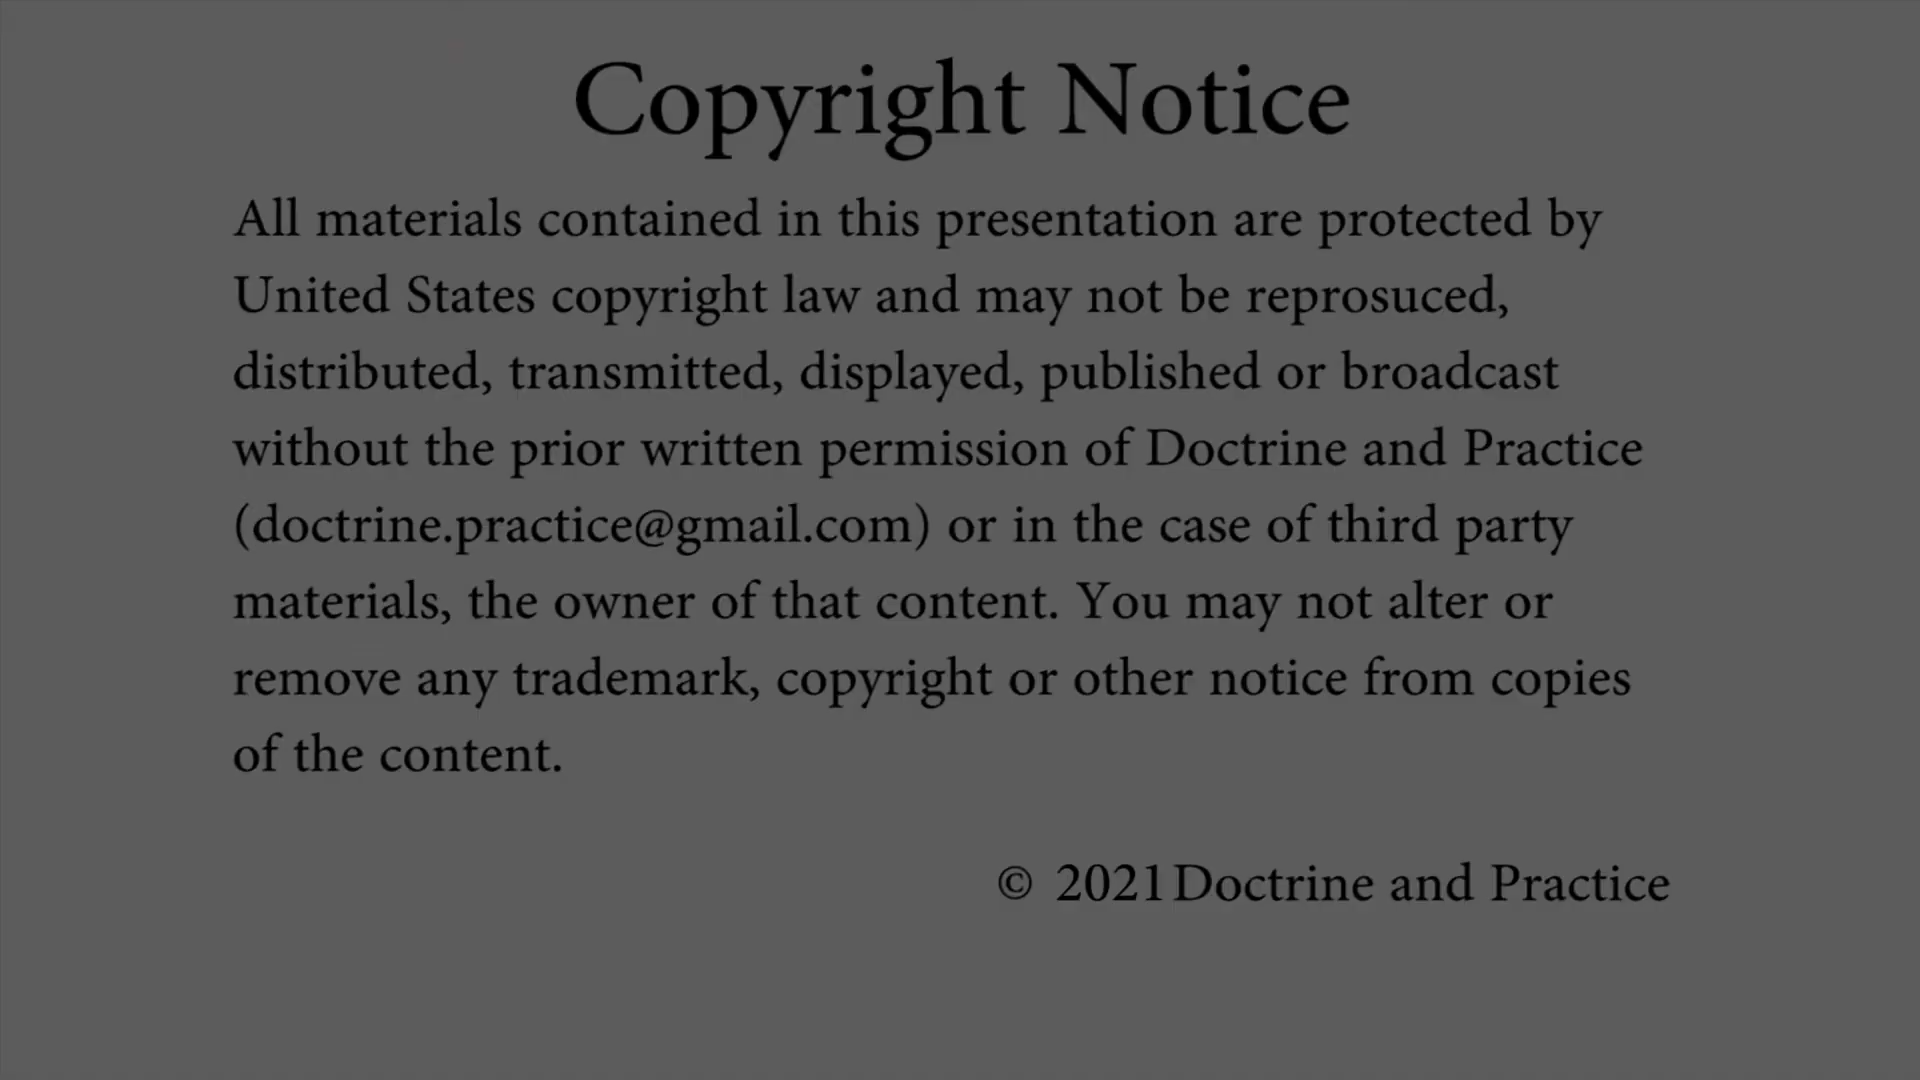 Copyright Notice
All materials contained in this presentation are protected by
United States copyright law and may not be reprosuced,
distributed, transmitted, displayed, published or broadcast
without the prior written permission of Doctrine and Practice
(doctrine.practice@gmail.com) or in the case of third party
materials, the owner of that content. You may not alter or
remove any trademark, copyright or other notice from copies
of the content.
© 2021 Doctrine and Practice